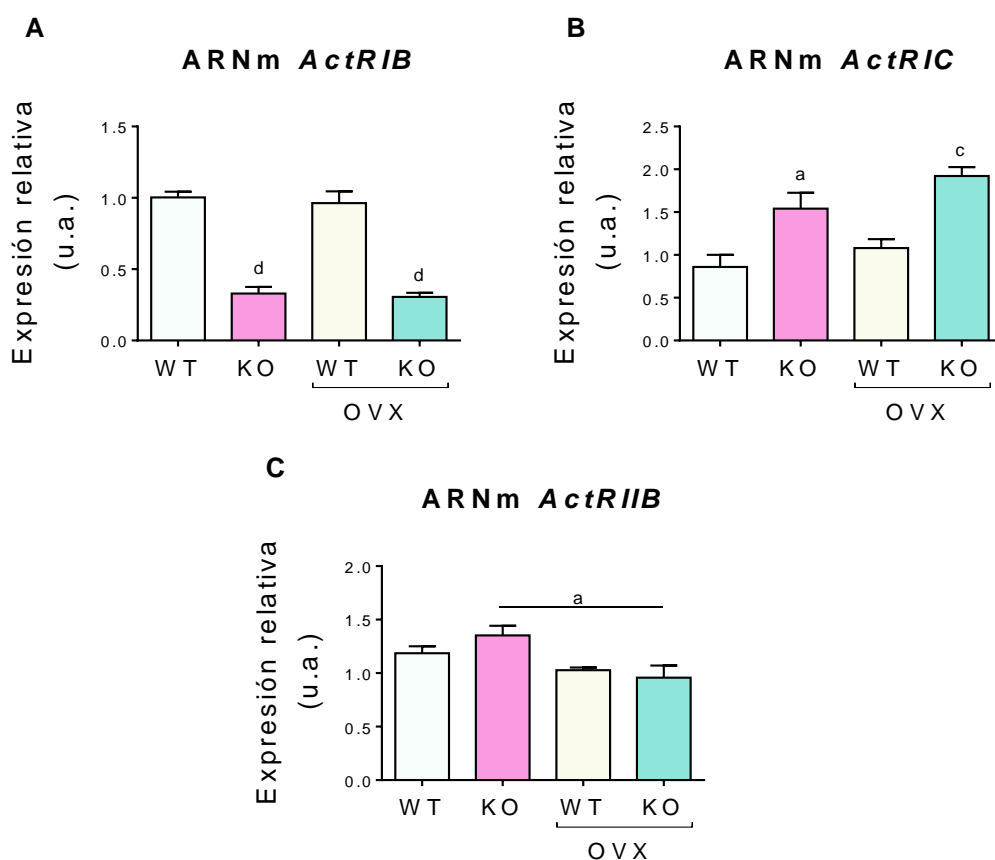 A
ARNm ActRIB
Expresión relativa
(u.a.)
1.5
1.0
0.5
0.0
d
d
WT KO WT KO
OVX
B
ARNm ActRIC
Expresión relativa
(u.a.)
2.5
2.0
1.5
1.0
0.5
0.0
a
c
WT KO WT KO
OVX
C
ARNm ActRIIB
Expresión relativa
(u.a.)
2.0
1.5
1.0
0.5
0.0
a
WT KO WT KO
OVX